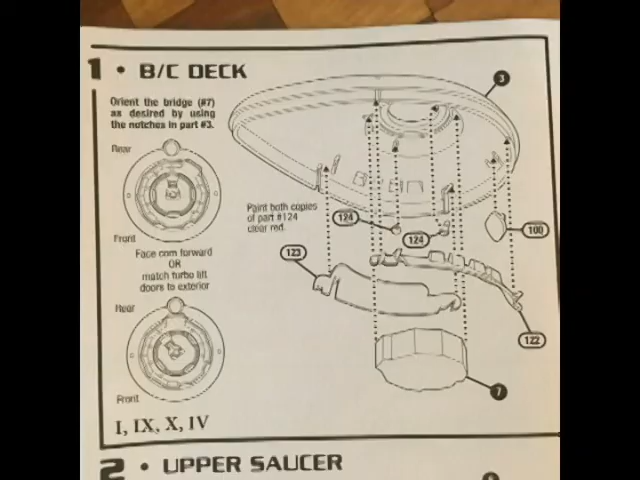 1 • B/C DECK
Orient the bridge (#7)
as desired by using
the notches in part #3.
Rear
Front
Face com forward
OR
match turbo lift
doors to exterior
Rear
Front
I, IX, X, IV
Paint both copies
of part #124
clear red.
3
124
124
100
123
122
7
2 • UPPER SAUCER